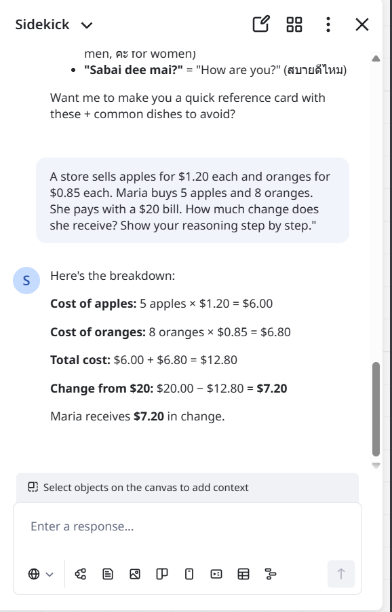 Sidekick
men, คะ for women)
• "Sabai dee mai?" = "How are you?" (สบายดีไหม)
Want me to make you a quick reference card with
these + common dishes to avoid?
A store sells apples for $1.20 each and oranges for
$0.85 each. Maria buys 5 apples and 8 oranges.
She pays with a $20 bill. How much change does
she receive? Show your reasoning step by step."
S
Here's the breakdown:
Cost of apples: 5 apples × $1.20 = $6.00
Cost of oranges: 8 oranges × $0.85 = $6.80
Total cost: $6.00 + $6.80 = $12.80
Change from $20: $20.00 − $12.80 = $7.20
Maria receives $7.20 in change.
Select objects on the canvas to add context
Enter a response...